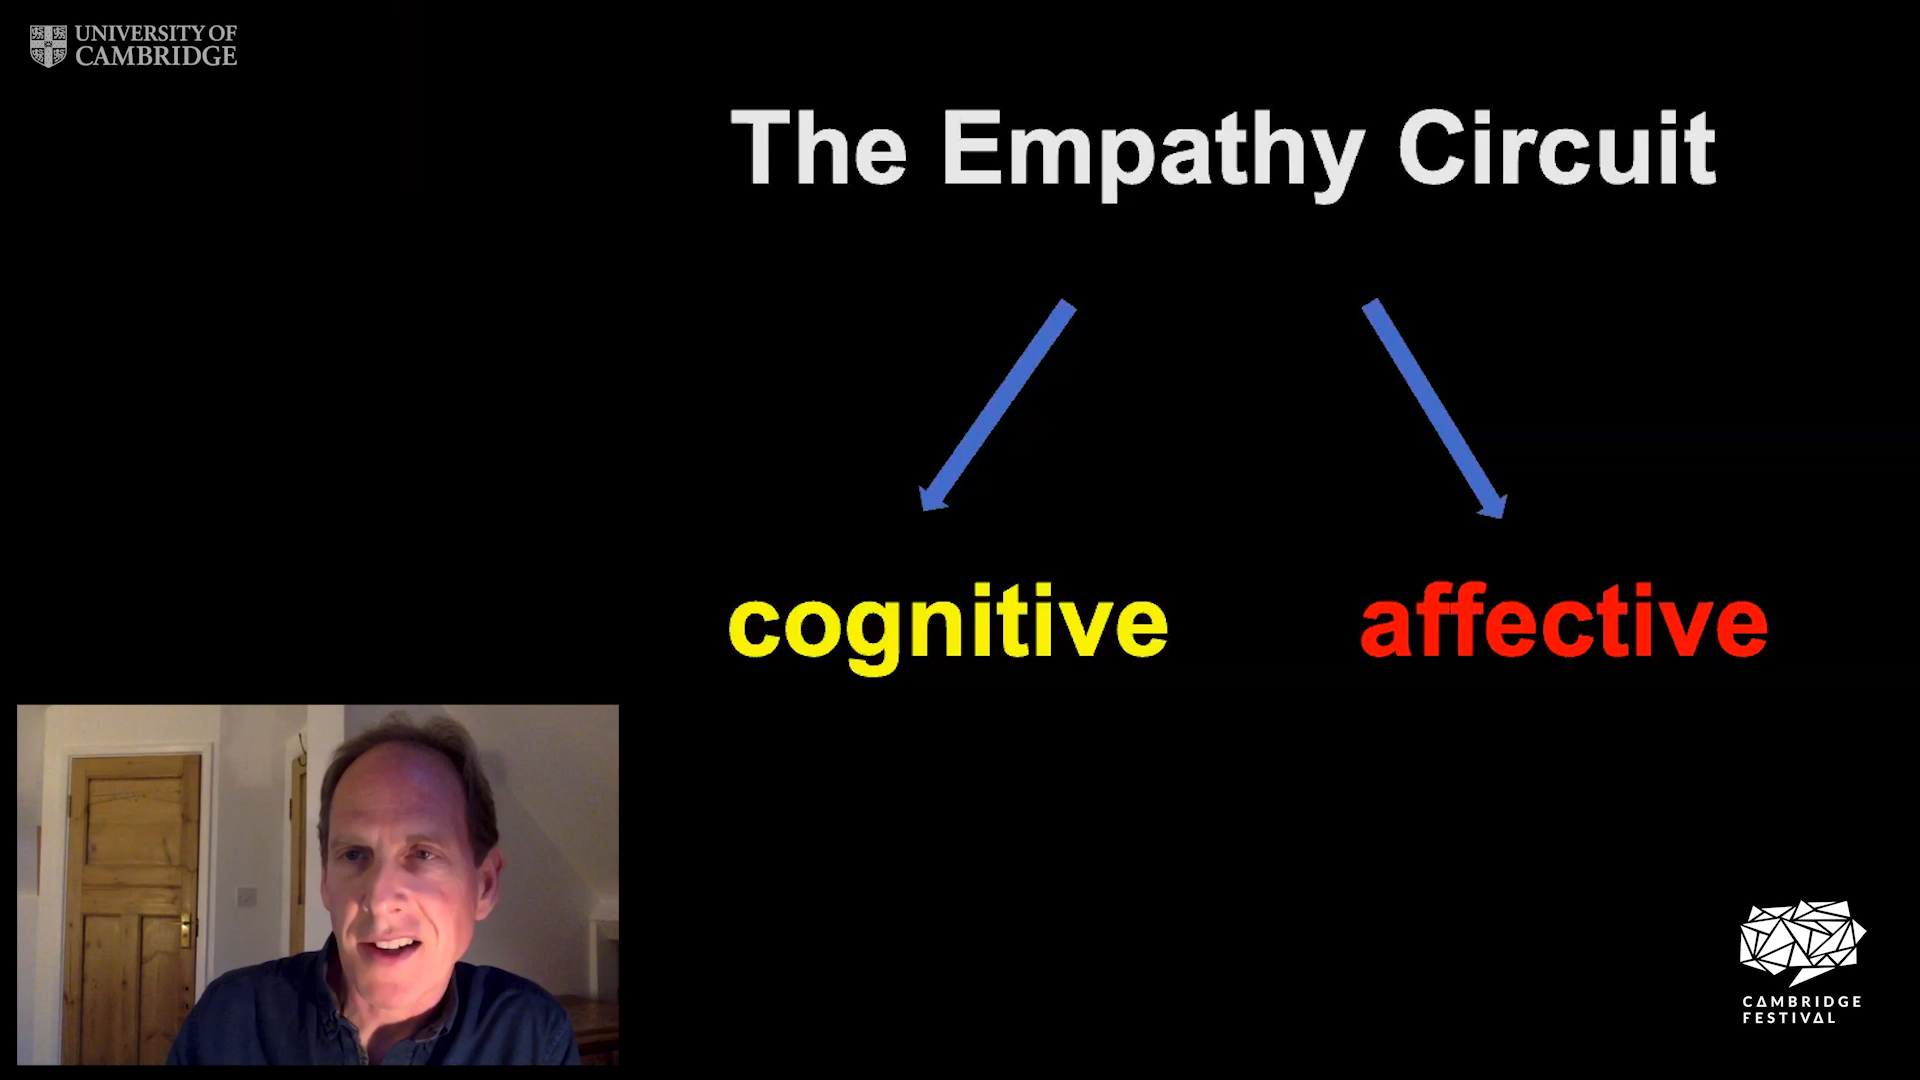 UNIVERSITY OF
CAMBRIDGE
The Empathy Circuit
cognitive affective
CAMBRIDGE
FESTIVAL